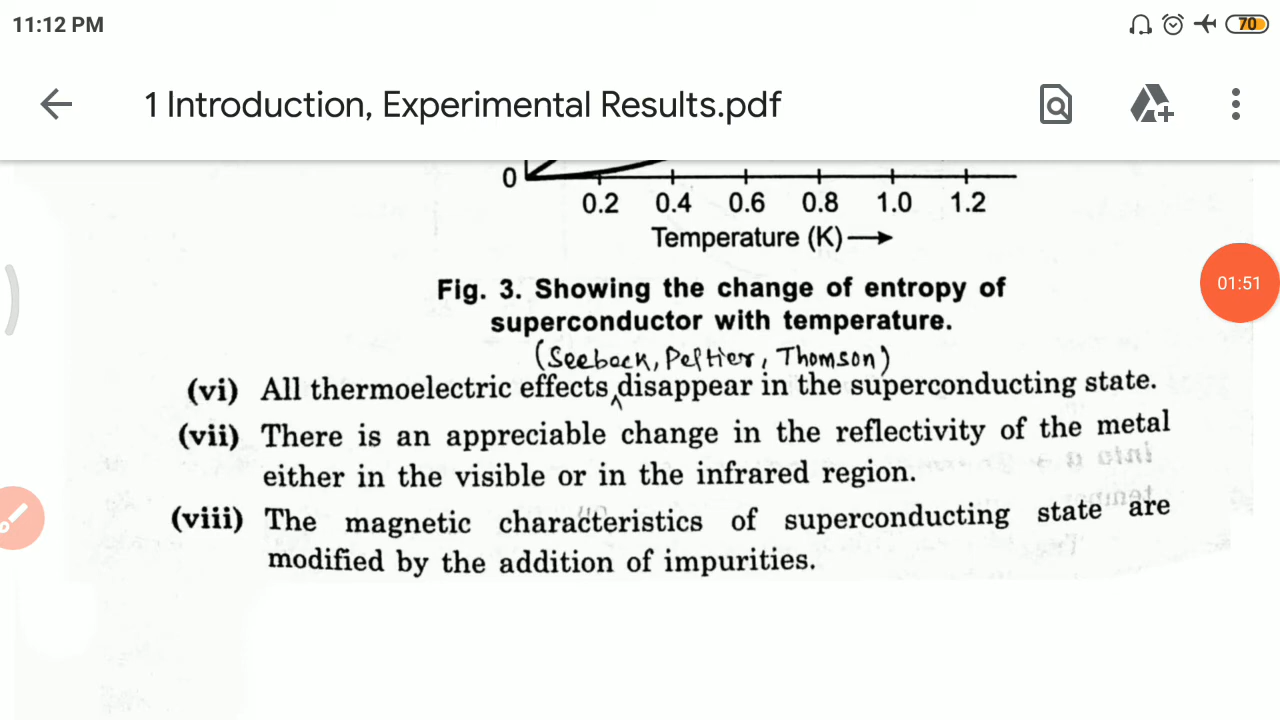 11:12 PM
70
1 Introduction, Experimental Results.pdf
0
0.2 0.4 0.6 0.8 1.0 1.2
Temperature (K)
01:51
Fig. 3. Showing the change of entropy of
superconductor with temperature.
(Seeback, Peltier, Thomson)
(vi) All thermoelectric effects disappear in the superconducting state.
(vii) There is an appreciable change in the reflectivity of the metal
either in the visible or in the infrared region.
(viii) The magnetic characteristics of superconducting state are
modified by the addition of impurities.